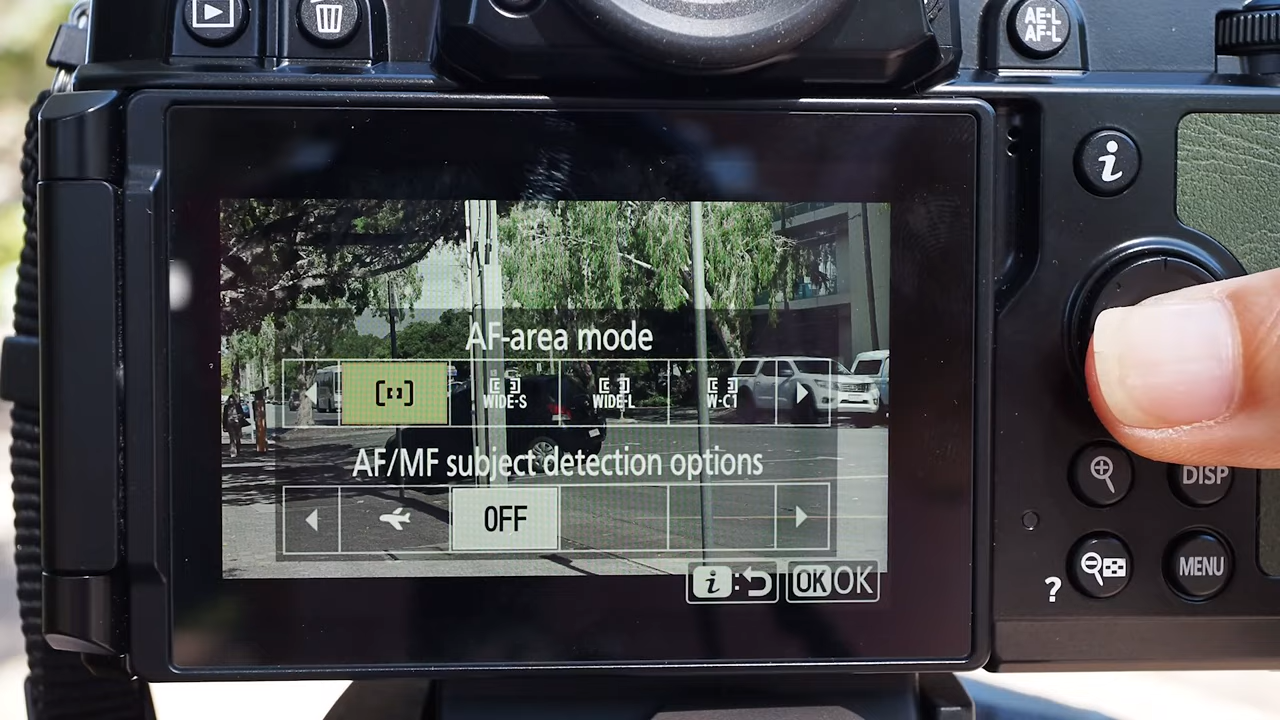 AE-L
AF-L
i
AF-area mode
WIDE-S
WIDE-L
W-C1
AF/MF subject detection options
OFF
i: OK OK
DISP
? MENU